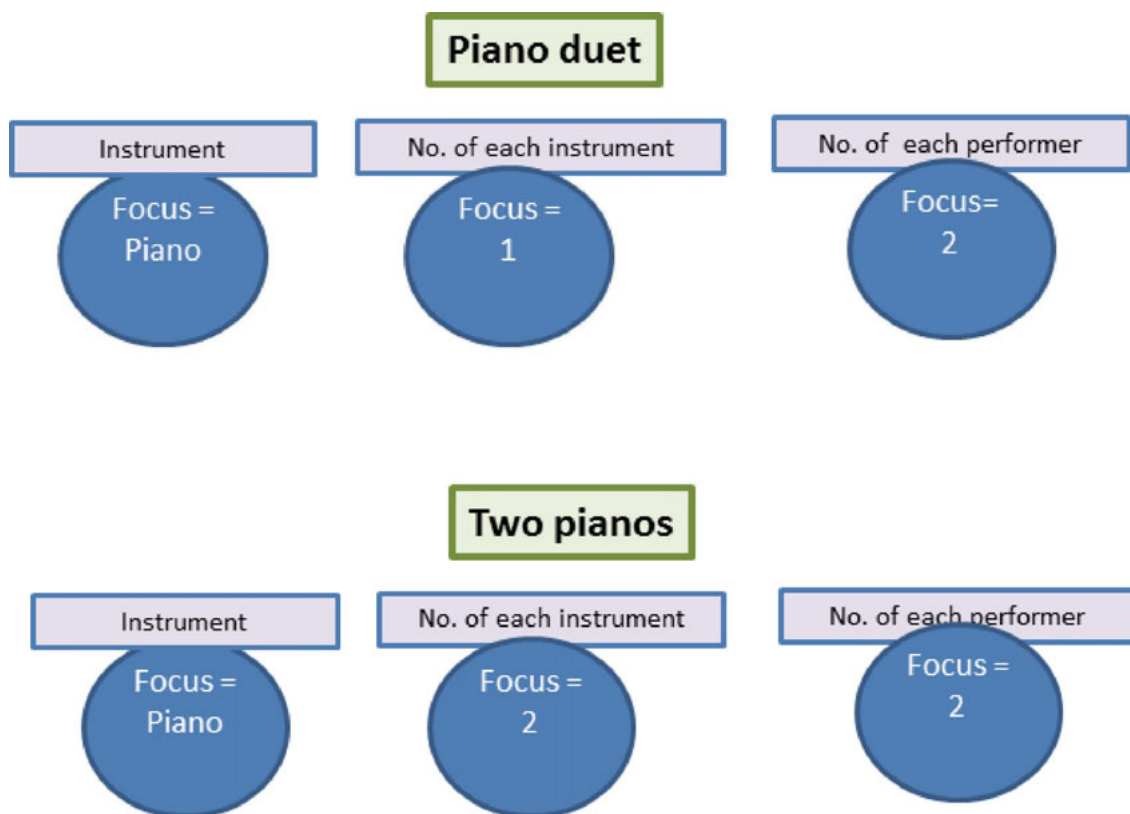 Piano duet
Instrument
No. of each instrument
No. of each performer
Focus =
Piano
Focus =
1
Focus=
2
Two pianos
Instrument
No. of each instrument
No. of each performer
Focus =
Piano
Focus =
2
Focus =
2